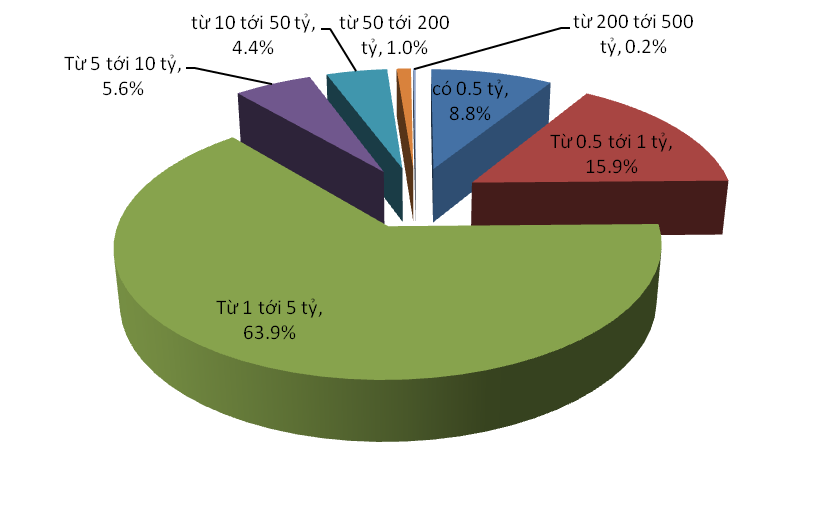 từ 10 tới 50 tỷ,
4.4%
từ 50 tới 200
tỷ, 1.0%
từ 200 tới 500
tỷ, 0.2%
Từ 5 tới 10 tỷ,
5.6%
có 0.5 tỷ,
8.8%
Từ 0.5 tới 1 tỷ,
15.9%
Từ 1 tới 5 tỷ,
63.9%